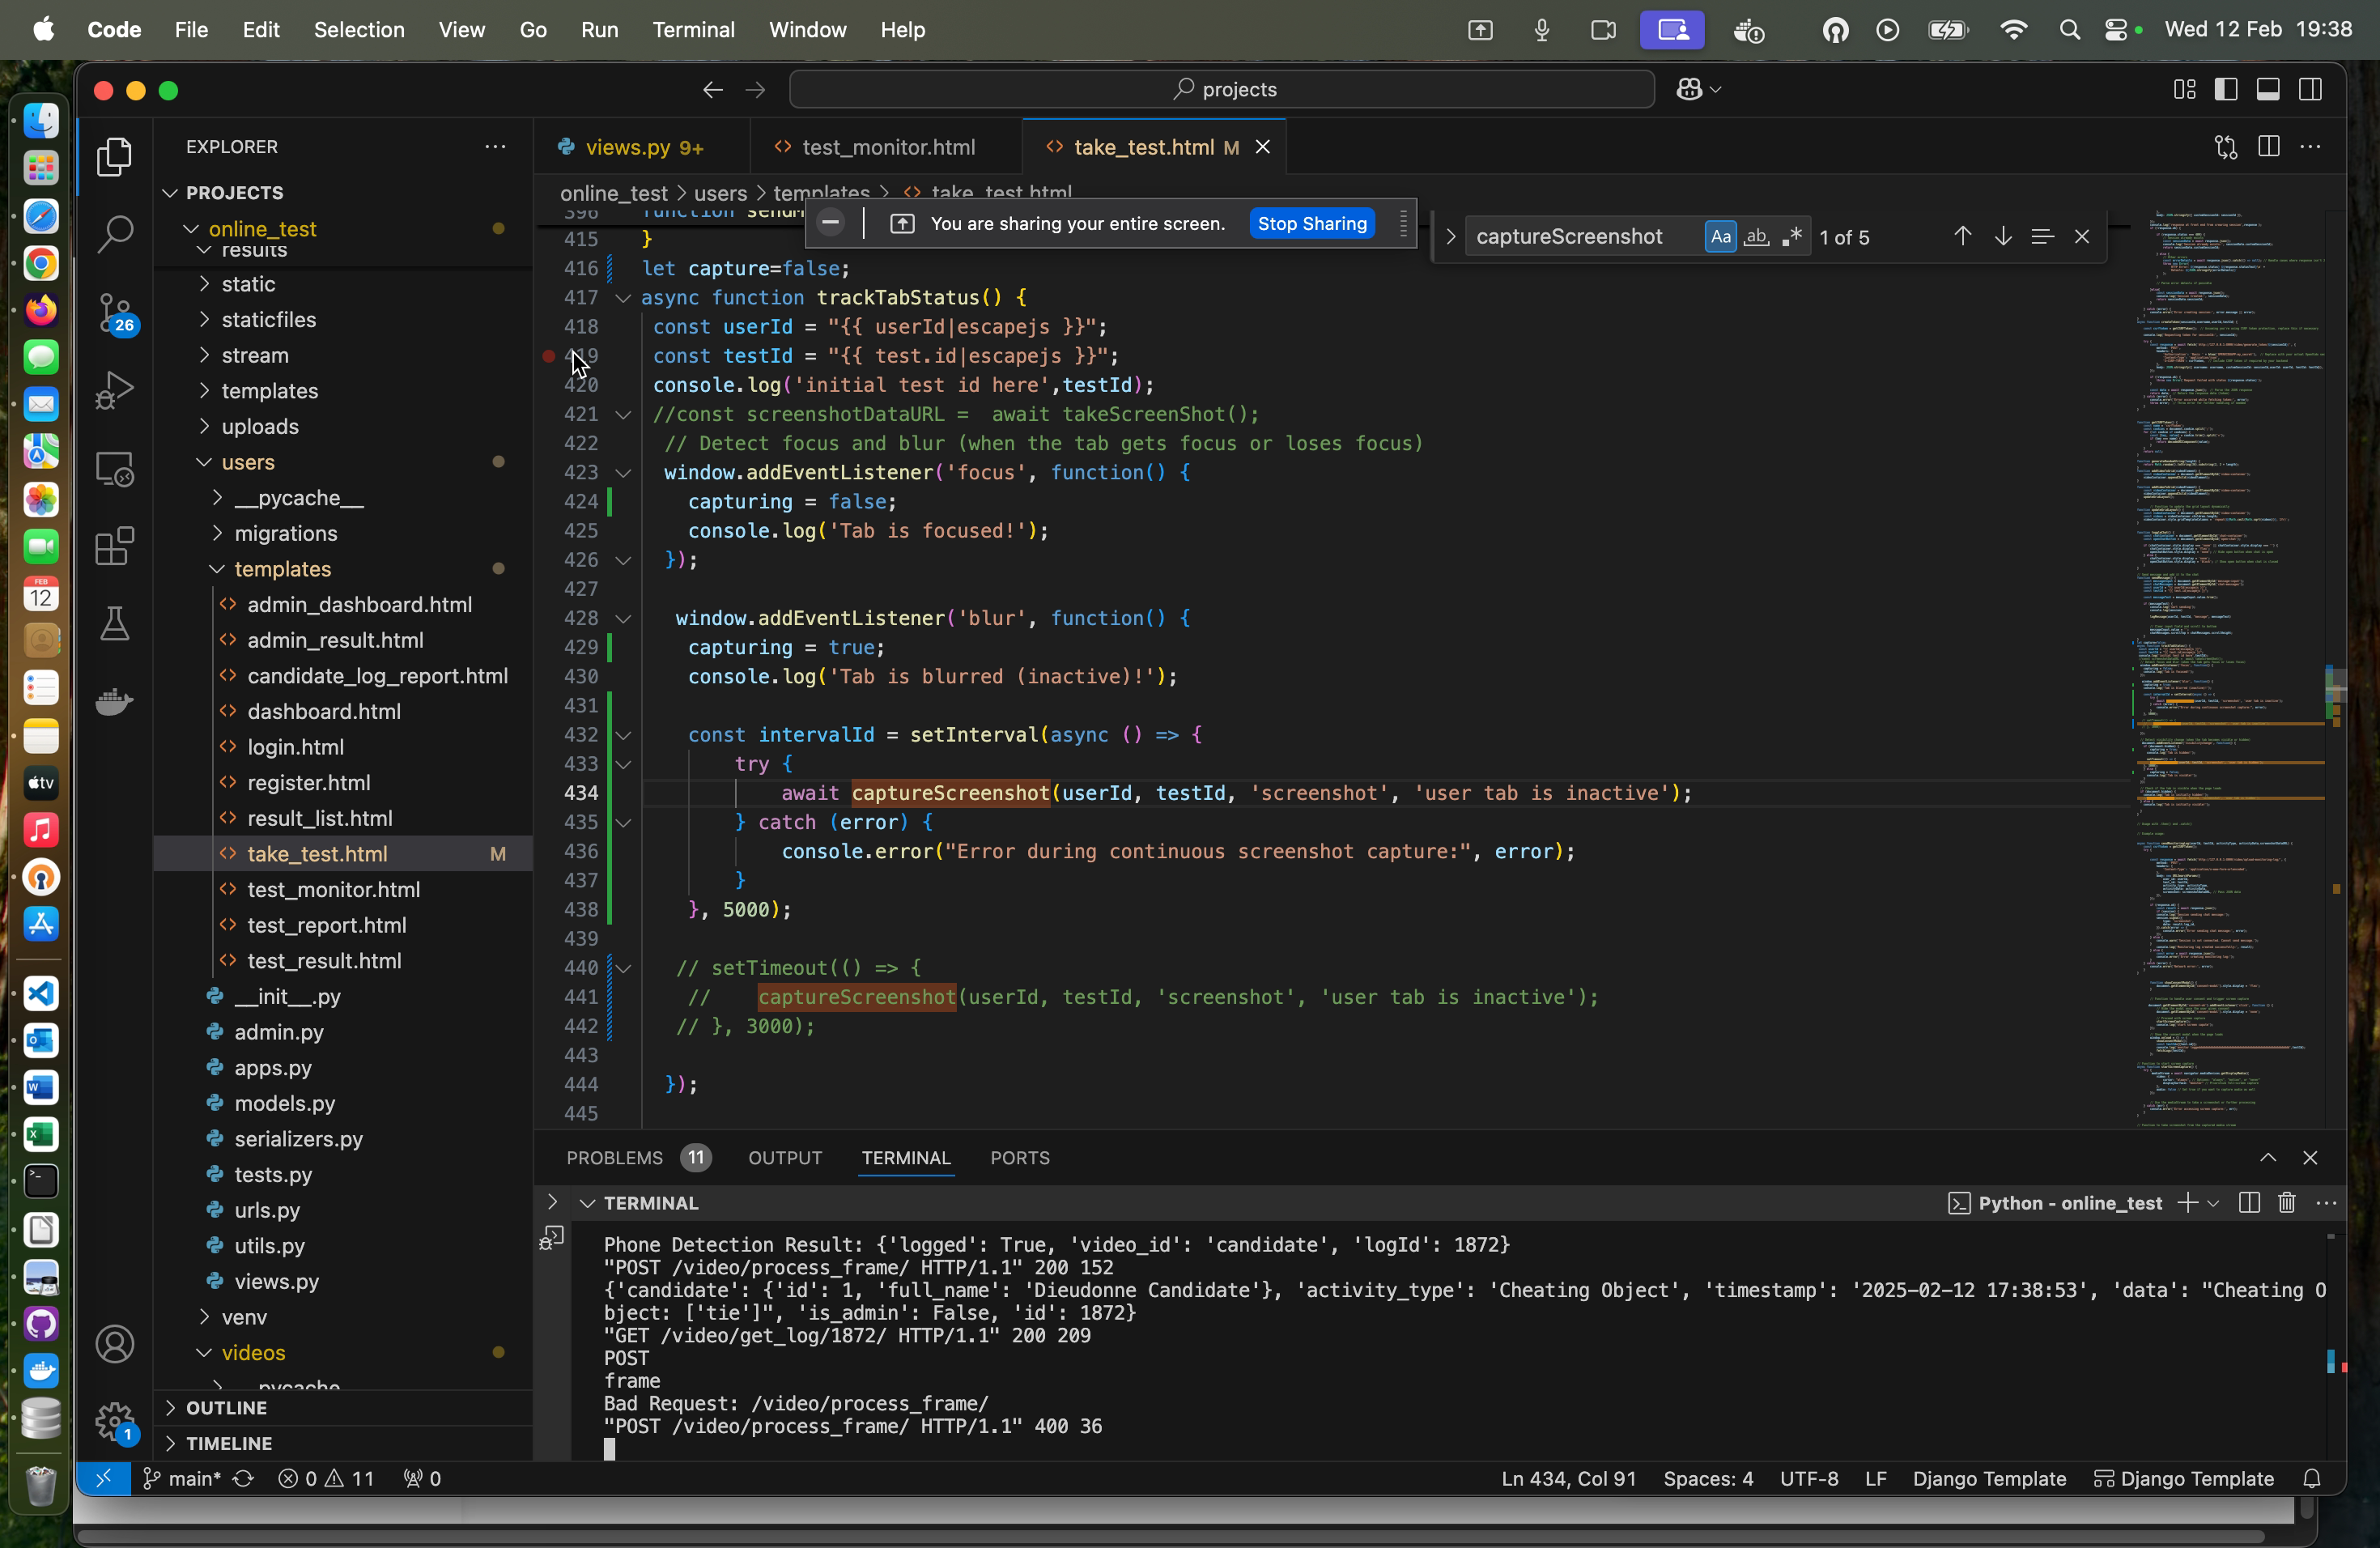 Code File Edit Selection View Go Run Terminal Window Help Wed 12 Feb 19:38
projects
EXPLORER
PROJECTS
online_test
results
static
staticfiles
stream
templates
uploads
users
__pycache__
migrations
templates
admin_dashboard.html
admin_result.html
candidate_log_report.html
dashboard.html
login.html
register.html
result_list.html
take_test.html M
test_monitor.html
test_report.html
test_result.html
__init__.py
admin.py
apps.py
models.py
serializers.py
tests.py
urls.py
utils.py
views.py
venv
videos
__pycache__
OUTLINE
TIMELINE
26
1
FEB
12
tv
views.py 9+ test_monitor.html take_test.html M
online_test > users > templates > take_test.html
You are sharing your entire screen. Stop Sharing
captureScreenshot Aa ab 1 of 5
396
415 }
416 let capture=false;
417 async function trackTabStatus() {
418 const userId = "{{ userId|escapejs }}";
419 const testId = "{{ test.id|escapejs }}";
420 console.log('initial test id here',testId);
421 //const screenshotDataURL = await takeScreenShot();
422 // Detect focus and blur (when the tab gets focus or loses focus)
423 window.addEventListener('focus', function() {
424 capturing = false;
425 console.log('Tab is focused!');
426 });
427
428 window.addEventListener('blur', function() {
429 capturing = true;
430 console.log('Tab is blurred (inactive)!');
431
432 const intervalId = setInterval(async () => {
433 try {
434 await captureScreenshot(userId, testId, 'screenshot', 'user tab is inactive');
435 } catch (error) {
436 console.error("Error during continuous screenshot capture:", error);
437 }
438 }, 5000);
439
440 // setTimeout(() => {
441 // captureScreenshot(userId, testId, 'screenshot', 'user tab is inactive');
442 // }, 3000);
443
444 });
445
PROBLEMS 11 OUTPUT TERMINAL PORTS
TERMINAL Python - online_test
Phone Detection Result: {'logged': True, 'video_id': 'candidate', 'logId': 1872}
"POST /video/process_frame/ HTTP/1.1" 200 152
{'candidate': {'id': 1, 'full_name': 'Dieudonne Candidate'}, 'activity_type': 'Cheating Object', 'timestamp': '2025-02-12 17:38:53', 'data': "Cheating O
bject: ['tie']", 'is_admin': False, 'id': 1872}
"GET /video/get_log/1872/ HTTP/1.1" 200 209
POST
frame
Bad Request: /video/process_frame/
"POST /video/process_frame/ HTTP/1.1" 400 36
main* 0 11 0 Ln 434, Col 91 Spaces: 4 UTF-8 LF Django Template Django Template